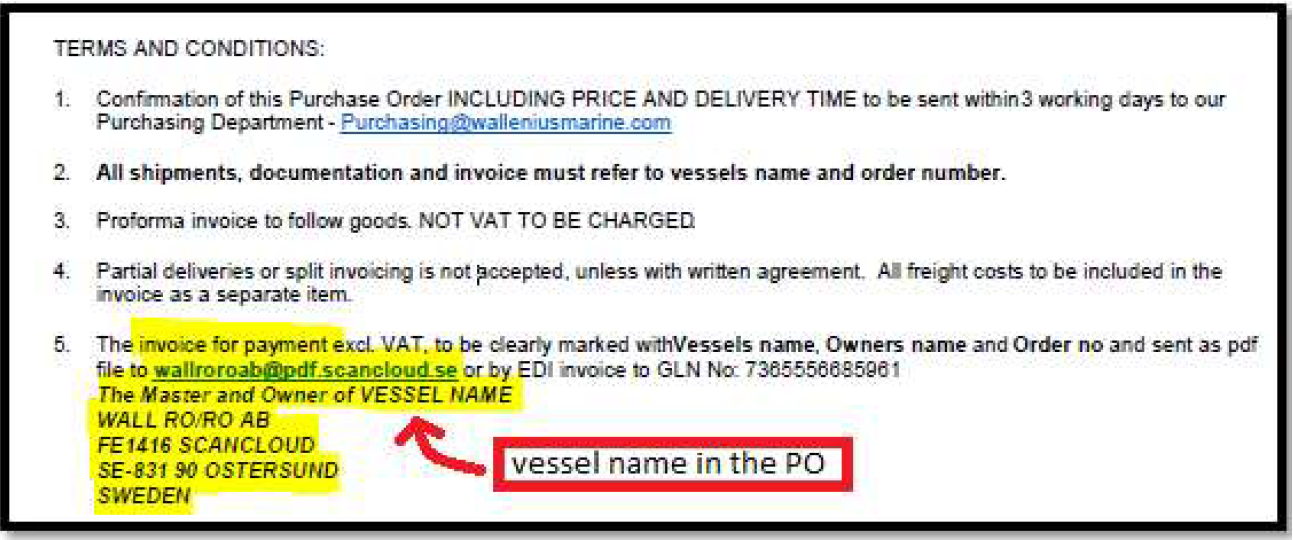 TERMS AND CONDITIONS:
1. Confirmation of this Purchase Order INCLUDING PRICE AND DELIVERY TIME to be sent within3 working days to our
Purchasing Department - Purchasing@walleniusmarine.com
2. All shipments, documentation and invoice must refer to vessels name and order number.
3. Proforma invoice to follow goods. NOT VAT TO BE CHARGED.
4. Partial deliveries or split invoicing is not accepted, unless with written agreement. All freight costs to be included in the
invoice as a separate item.
5. The invoice for payment excl. VAT, to be clearly marked withVessels name, Owners name and Order no and sent as pdf
file to wallroroab@pdf.scancloud.se or by EDI invoice to GLN No: 7365556685961
The Master and Owner of VESSEL NAME
WALL RO/RO AB
FE1416 SCANCLOUD
SE-831 90 OSTERSUND
SWEDEN
vessel name in the PO